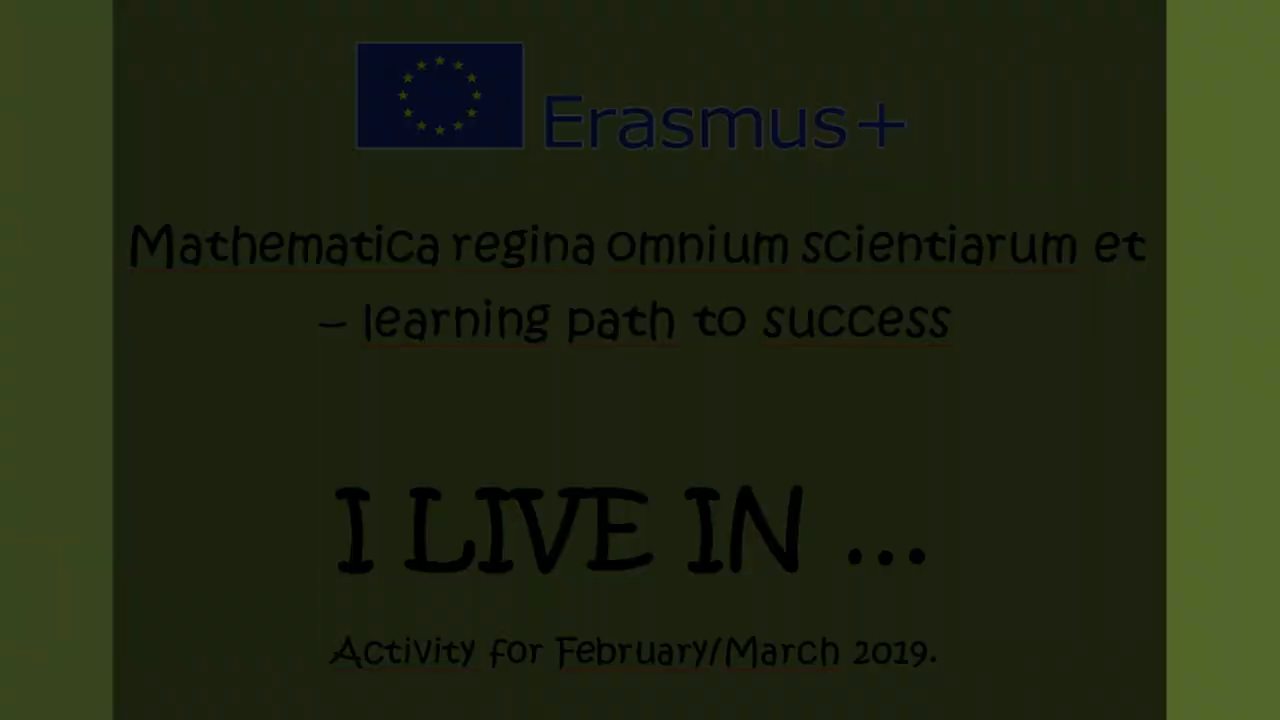 Erasmus+
Mathematica regina omnium scientiarum et
– learning path to success
I LIVE IN ...
Activity for February/March 2019.